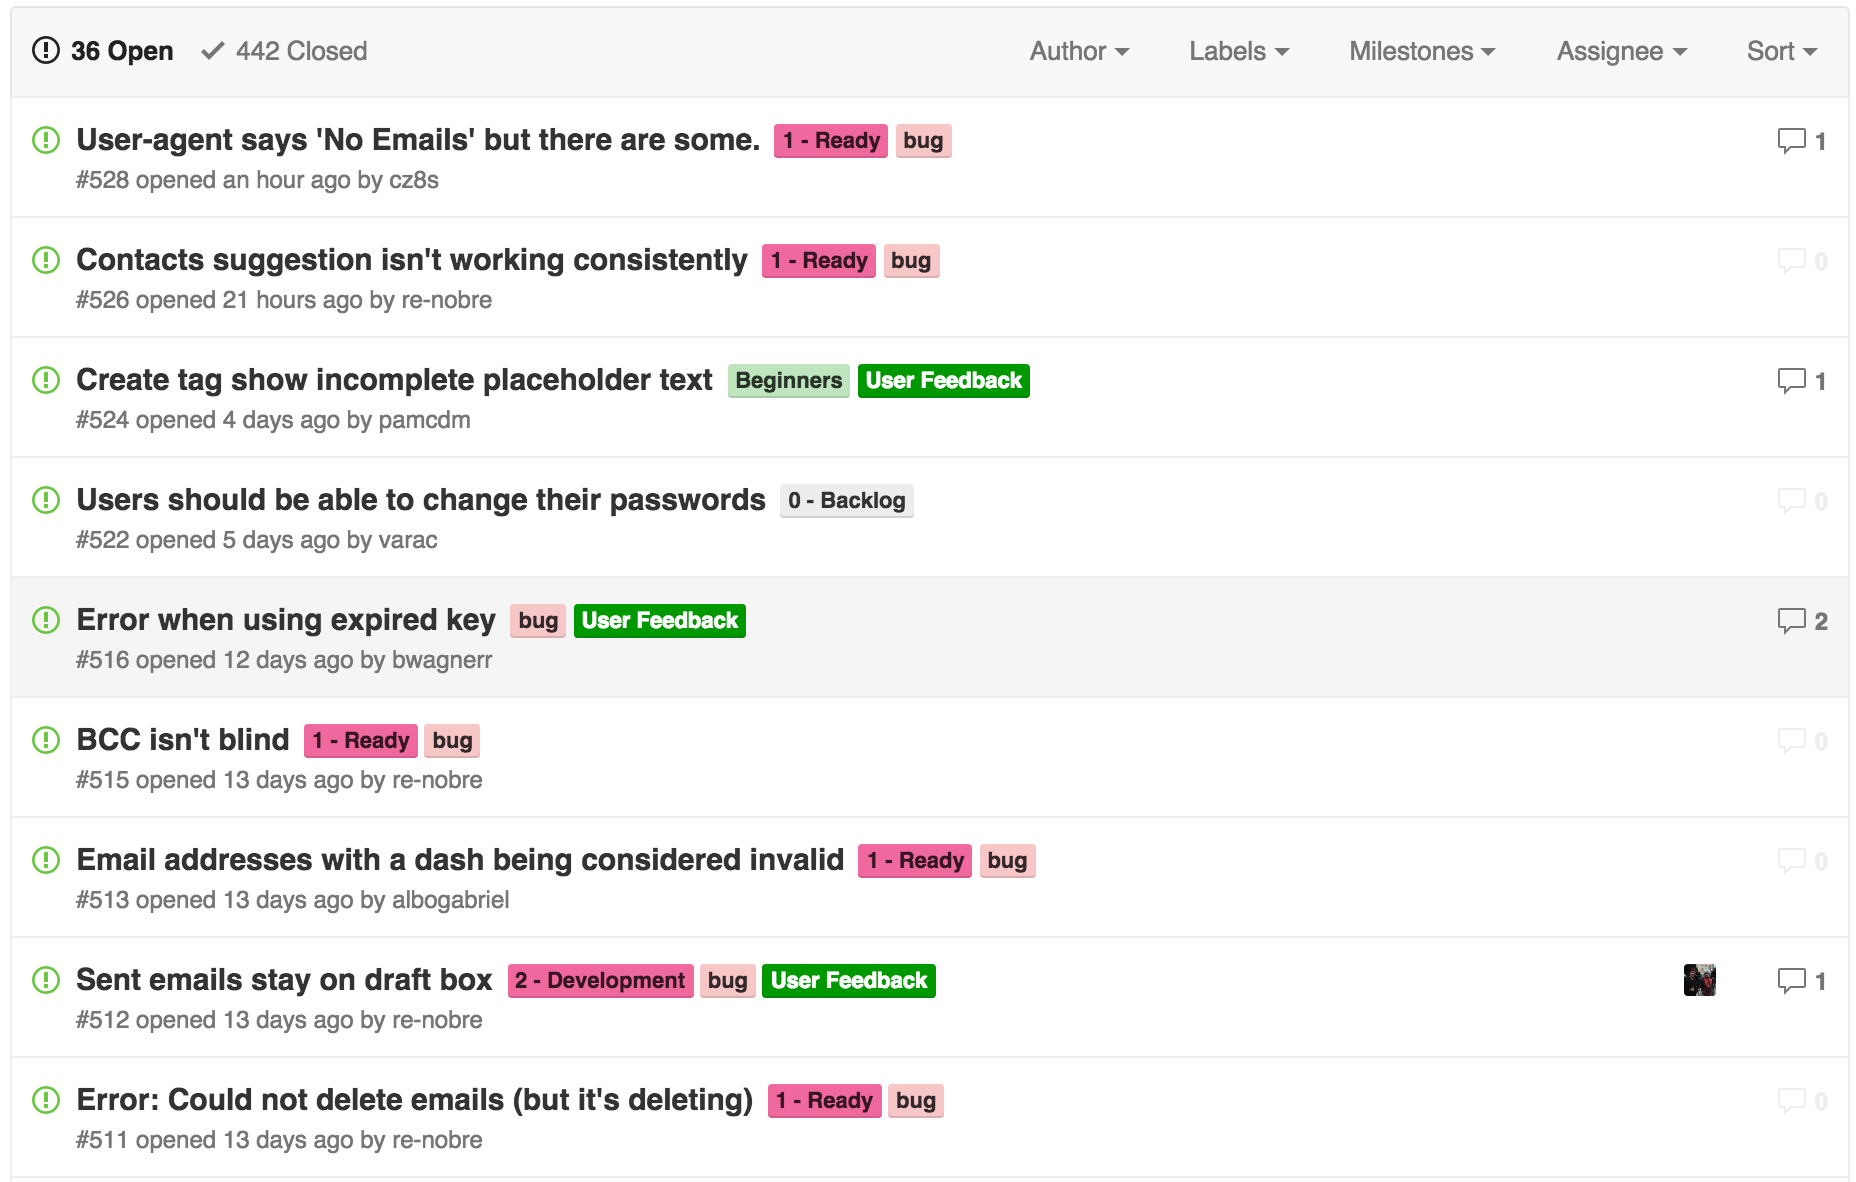 36 Open 442 Closed Author Labels Milestones Assignee Sort
User-agent says 'No Emails' but there are some. 1 - Ready bug 1
#528 opened an hour ago by cz8s
Contacts suggestion isn't working consistently 1 - Ready bug 0
#526 opened 21 hours ago by re-nobre
Create tag show incomplete placeholder text Beginners User Feedback 1
#524 opened 4 days ago by pamcdm
Users should be able to change their passwords 0 - Backlog 0
#522 opened 5 days ago by varac
Error when using expired key bug User Feedback 2
#516 opened 12 days ago by bwagnerr
BCC isn't blind 1 - Ready bug 0
#515 opened 13 days ago by re-nobre
Email addresses with a dash being considered invalid 1 - Ready bug 0
#513 opened 13 days ago by albogabriel
Sent emails stay on draft box 2 - Development bug User Feedback 1
#512 opened 13 days ago by re-nobre
Error: Could not delete emails (but it's deleting) 1 - Ready bug 0
#511 opened 13 days ago by re-nobre